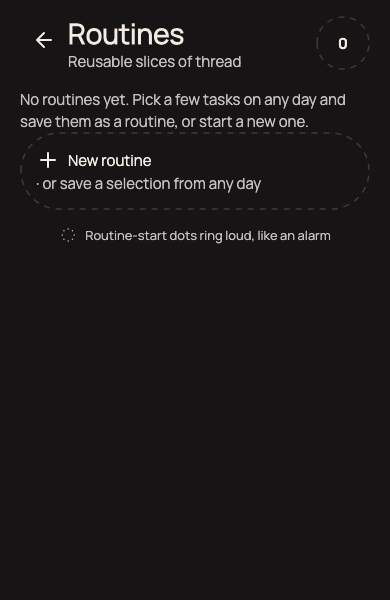 Routines
Reusable slices of thread
0
No routines yet. Pick a few tasks on any day and
save them as a routine, or start a new one.
New routine
· or save a selection from any day
Routine-start dots ring loud, like an alarm